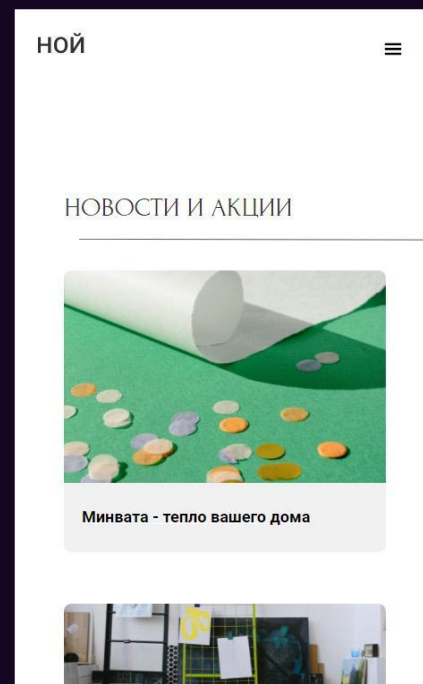 НОЙ
НОВОСТИ И АКЦИИ
Минвата - тепло вашего дома